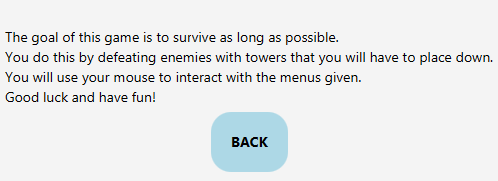 The goal of this game is to survive as long as possible.
You do this by defeating enemies with towers that you will have to place down.
You will use your mouse to interact with the menus given.
Good luck and have fun!
BACK